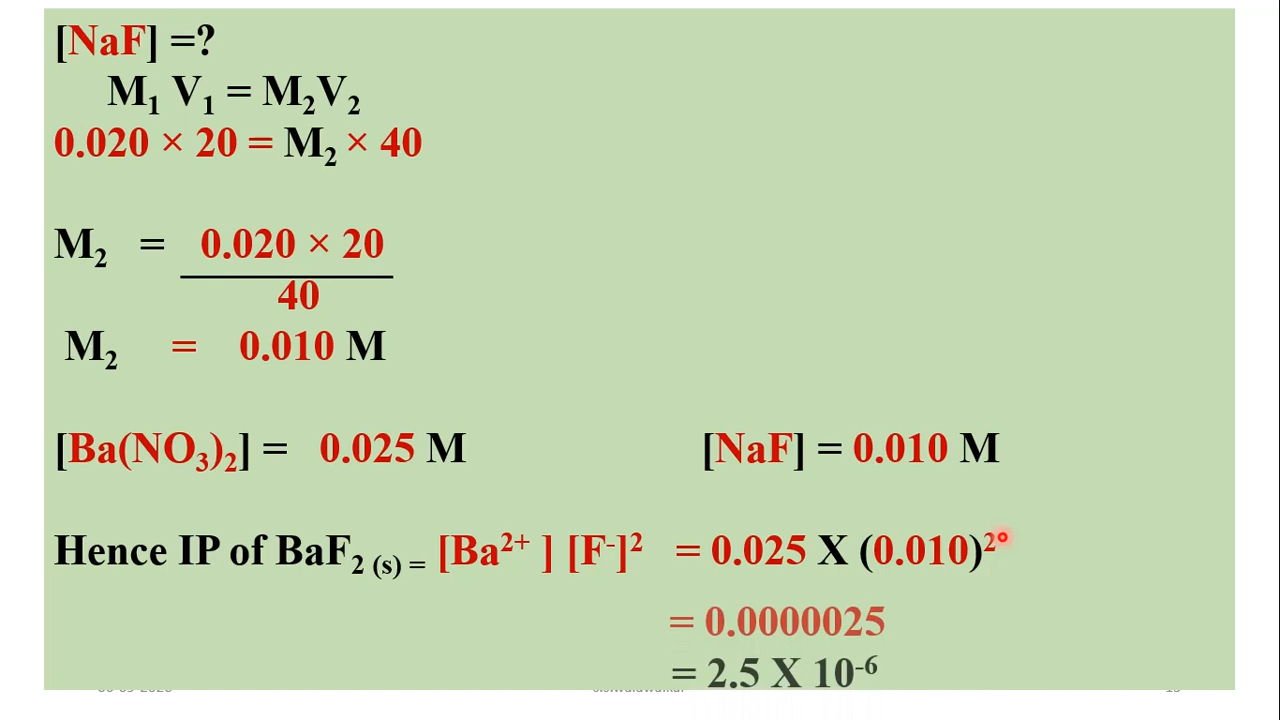 [NaF] =?
M₁ V₁ = M₂V₂
0.020 × 20 = M₂ × 40
M₂ = 0.020 × 20
40
M₂ = 0.010 M
[Ba(NO₃)₂] = 0.025 M [NaF] = 0.010 M
Hence IP of BaF₂ ₍ₛ₎ ₌ [Ba²⁺ ] [F⁻]² = 0.025 X (0.010)²
= 0.0000025
= 2.5 X 10⁻⁶